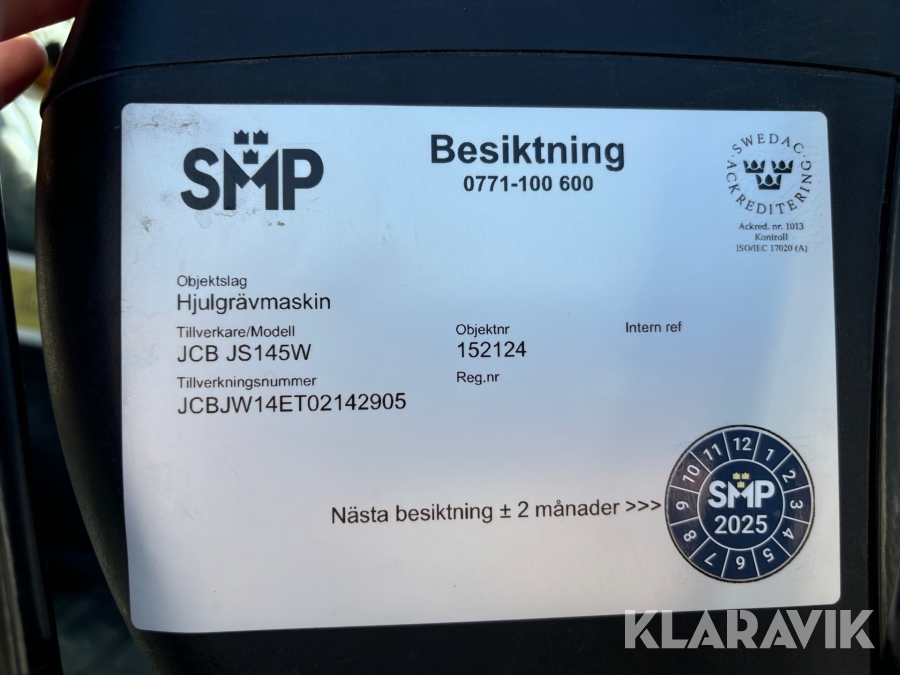 SMP
Besiktning
0771-100 600
SWEDAC
ACKREDITERING
Ackred. nr. 1013
Kontroll
ISO/IEC 17020 (A)
Objektslag
Hjulgrävmaskin
Tillverkare/Modell
JCB JS145W
Objektnr
152124
Intern ref
Tillverkningsnummer
JCBJW14ET02142905
Reg.nr
Nästa besiktning ± 2 månader >>>
12 1 2 3 4 5 6 7 8 9 10 11
SMP
2025
KLARAVIK